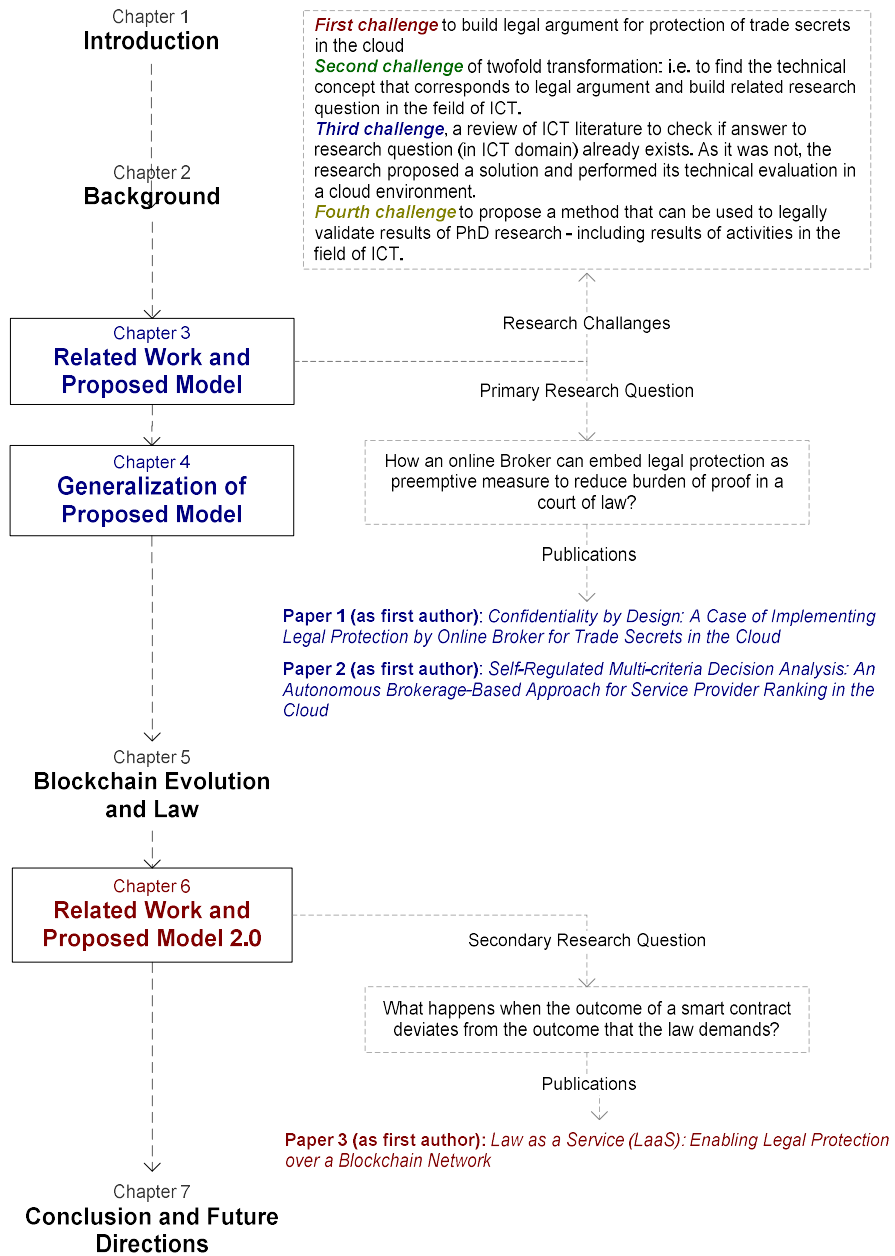 Chapter 1
Introduction
First challenge to build legal argument for protection of trade secrets
in the cloud
Second challenge of twofold transformation: i.e. to find the technical
concept that corresponds to legal argument and build related research
question in the feild of ICT.
Third challenge, a review of ICT literature to check if answer to
research question (in ICT domain) already exists. As it was not, the
research proposed a solution and performed its technical evaluation in
a cloud environment.
Fourth challenge to propose a method that can be used to legally
validate results of PhD research - including results of activities in the
field of ICT.
Chapter 2
Background
Research Challanges
Chapter 3
Related Work and
Proposed Model
Primary Research Question
Chapter 4
Generalization of
Proposed Model
How an online Broker can embed legal protection as
preemptive measure to reduce burden of proof in a
court of law?
Publications
Paper 1 (as first author): Confidentiality by Design: A Case of Implementing
Legal Protection by Online Broker for Trade Secrets in the Cloud
Paper 2 (as first author): Self-Regulated Multi-criteria Decision Analysis: An
Autonomous Brokerage-Based Approach for Service Provider Ranking in the
Cloud
Chapter 5
Blockchain Evolution
and Law
Chapter 6
Related Work and
Proposed Model 2.0
Secondary Research Question
What happens when the outcome of a smart contract
deviates from the outcome that the law demands?
Publications
Paper 3 (as first author): Law as a Service (LaaS): Enabling Legal Protection
over a Blockchain Network
Chapter 7
Conclusion and Future
Directions